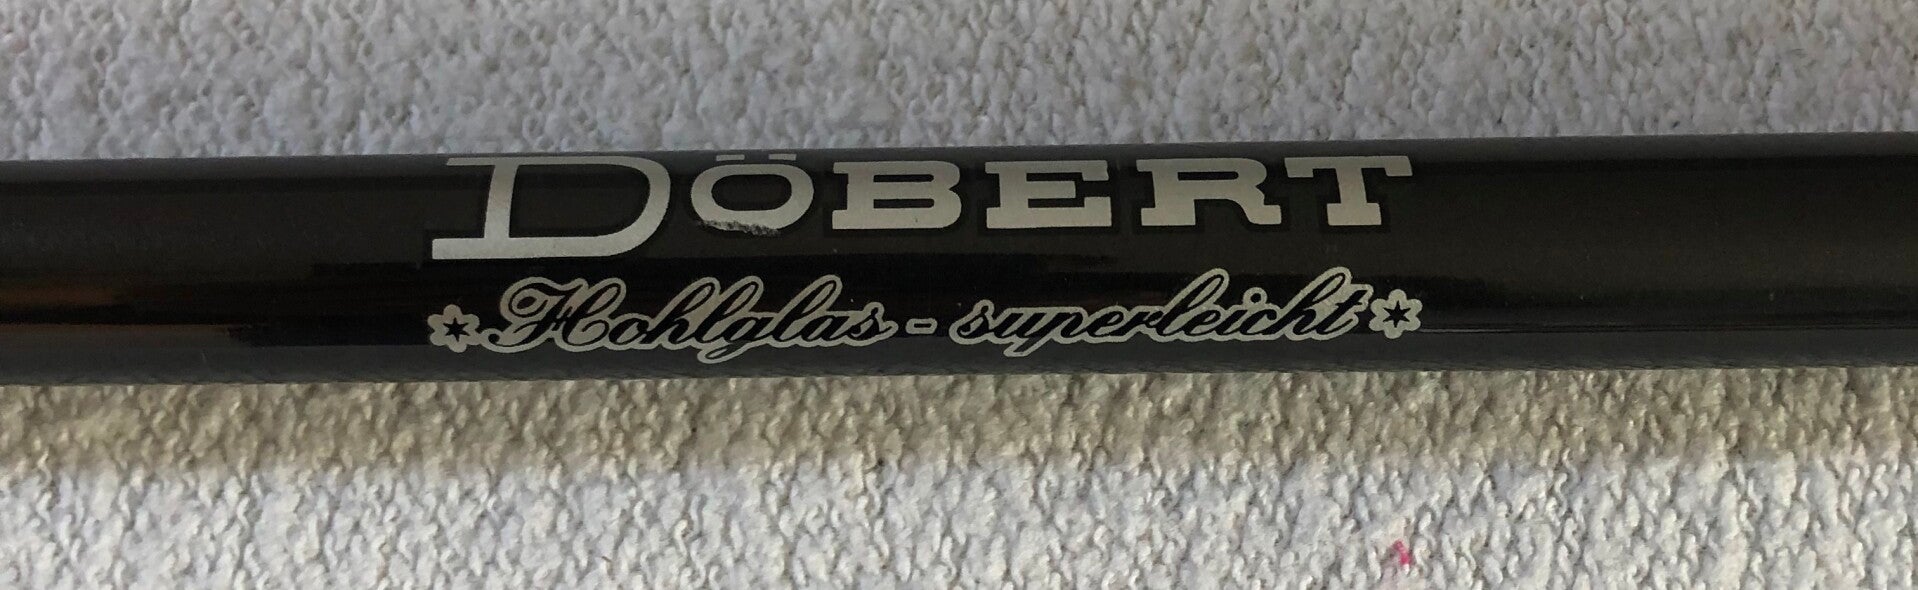 DÖBERT
*Hohlglas - superleicht*